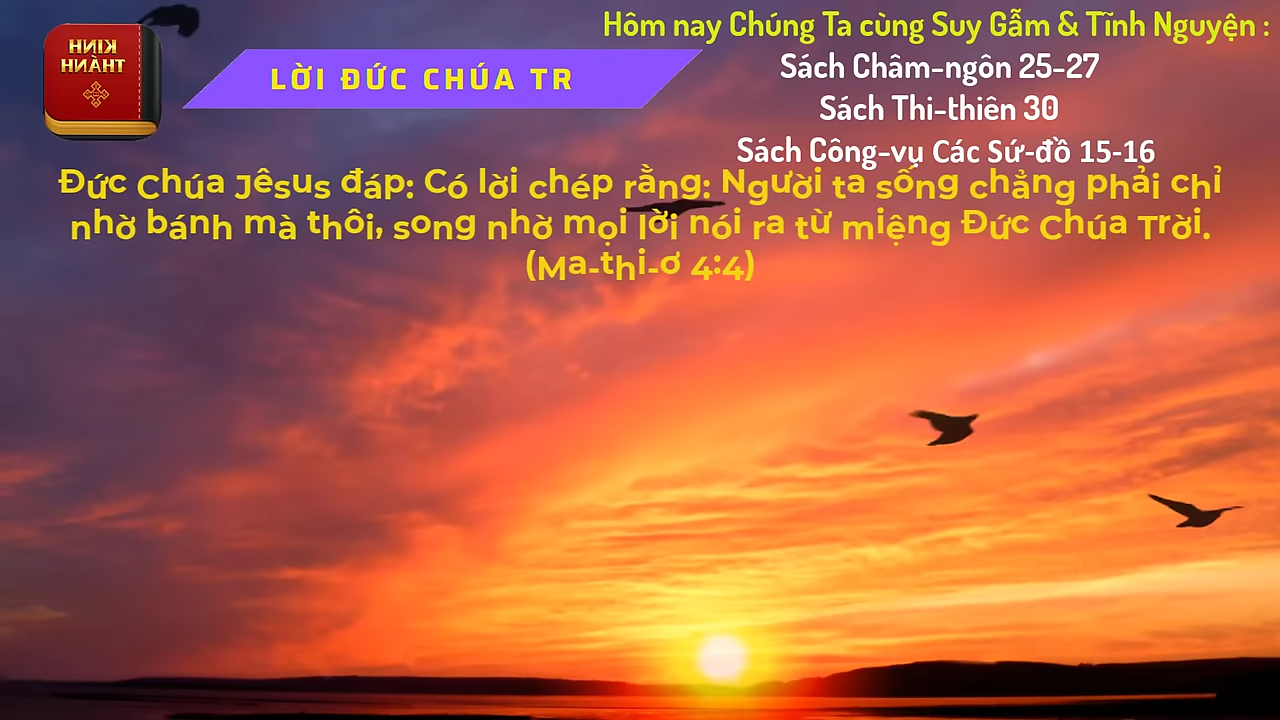 KINH
THÀNH
LỜI ĐỨC CHÚA TR
Hôm nay Chúng Ta cùng Suy Gẫm & Tĩnh Nguyện :
Sách Châm-ngôn 25-27
Sách Thi-thiên 30
Sách Công-vụ Các Sứ-đồ 15-16
Đức Chúa Jêsus đáp: Có lời chép rằng: Người ta sống chẳng phải chỉ
nhờ bánh mà thôi, song nhờ mọi lời nói ra từ miệng Đức Chúa Trời.
(Ma-thi-ơ 4:4)